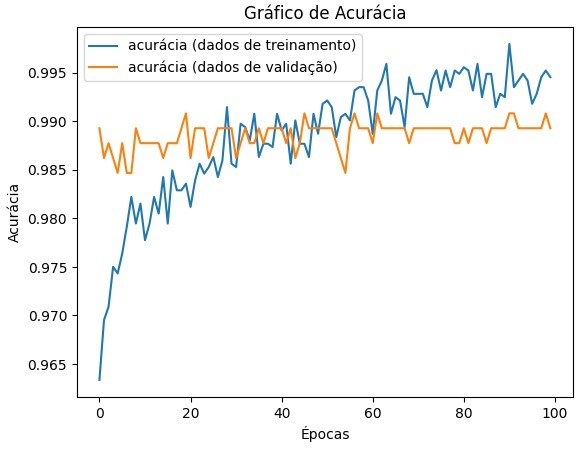 Gráfico de Acurácia
acurácia (dados de treinamento)
acurácia (dados de validação)
0.995
0.990
0.985
0.980
0.975
0.970
0.965
Acurácia
0 20 40 60 80 100
Épocas